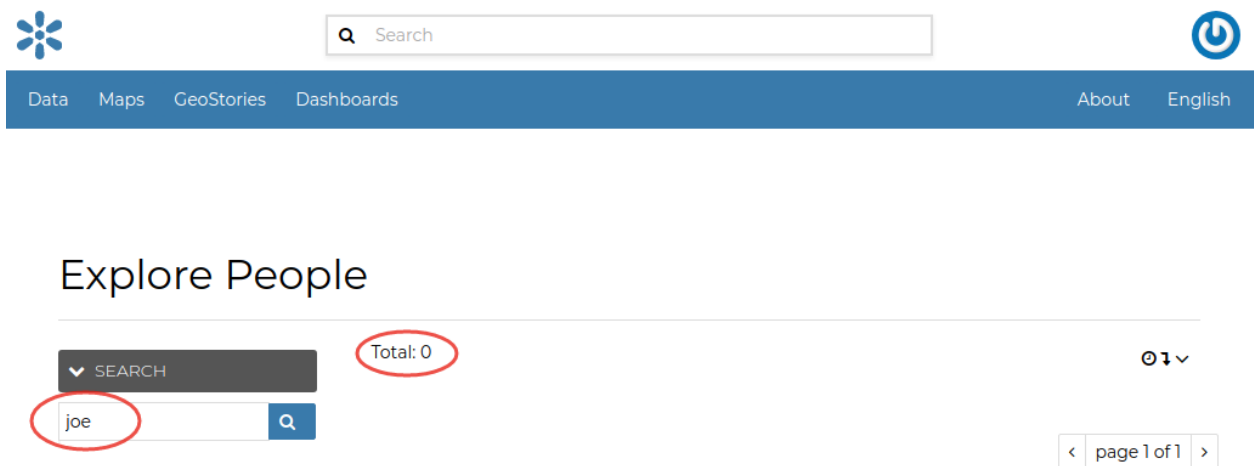 Search
Data Maps GeoStories Dashboards About English
Explore People
SEARCH
Total: 0
joe
page 1 of 1